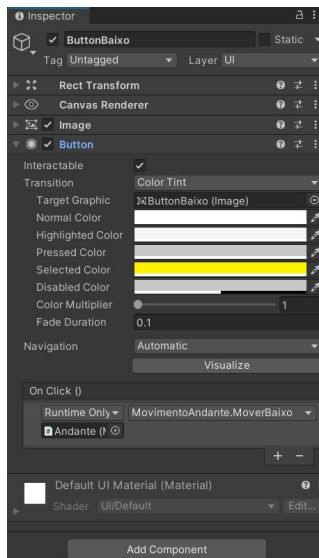 Inspector
ButtonBaixo Static
Tag Untagged Layer UI
Rect Transform
Canvas Renderer
Image
Button
Interactable
Transition Color Tint
Target Graphic ButtonBaixo (Image)
Normal Color
Highlighted Color
Pressed Color
Selected Color
Disabled Color
Color Multiplier 1
Fade Duration 0.1
Navigation Automatic
Visualize
On Click ()
Runtime Only MovimentoAndante.MoverBaixo
Andante (
+ −
Default UI Material (Material)
Shader UI/Default Edit...
Add Component